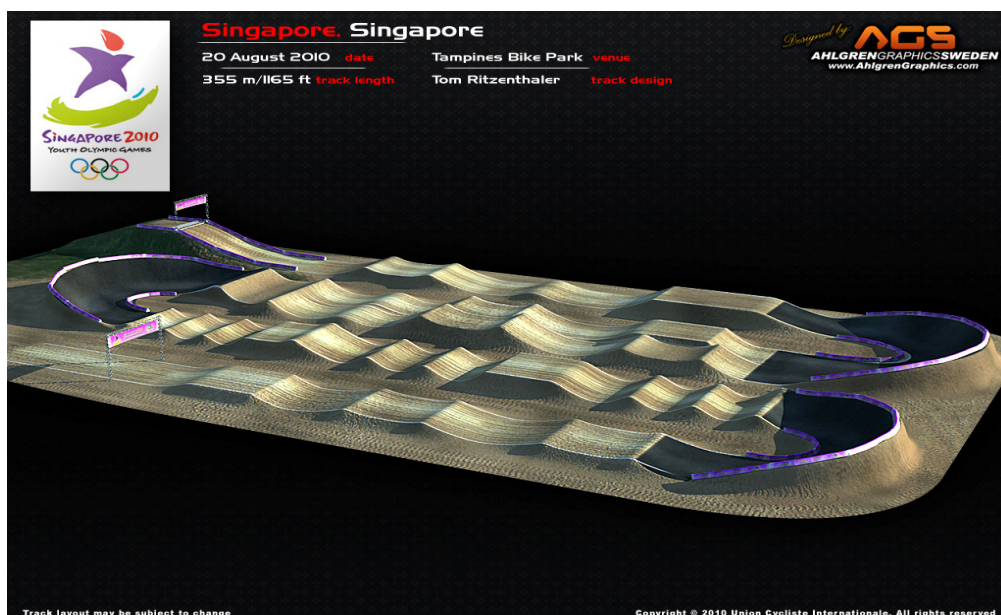 Singapore, Singapore
20 August 2010 date
Tampines Bike Park venue
355 m/1165 ft track length
Tom Ritzenthaler track design
Designed by:
AGS
AHLGRENGRAPHICSSWEDEN
www.AhlgrenGraphics.com
SINGAPORE 2010
YOUTH OLYMPIC GAMES
Track layout may be subject to change
Copyright © 2010 Union Cycliste Internationale. All rights reserved